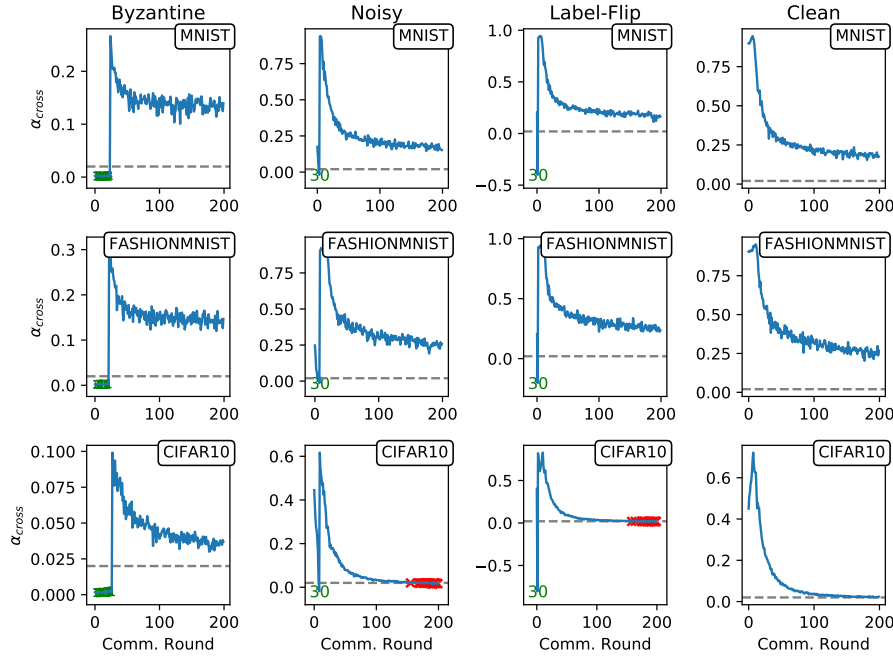 Byzantine Noisy Label-Flip Clean
MNIST MNIST MNIST MNIST
α_cross
0.2 0.1 0.0
0.75 0.50 0.25 0.00
1.0 0.5 0.0 −0.5
0.75 0.50 0.25 0.00
30 30
0 100 200 0 100 200 0 100 200 0 100 200
FASHIONMNIST FASHIONMNIST FASHIONMNIST FASHIONMNIST
α_cross
0.3 0.2 0.1 0.0
0.75 0.50 0.25 0.00
1.0 0.5 0.0
0.75 0.50 0.25 0.00
30 30
0 100 200 0 100 200 0 100 200 0 100 200
CIFAR10 CIFAR10 CIFAR10 CIFAR10
α_cross
0.100 0.075 0.050 0.025 0.000
0.6 0.4 0.2 0.0
0.5 0.0 −0.5
0.6 0.4 0.2 0.0
30 30
0 100 200 0 100 200 0 100 200 0 100 200
Comm. Round Comm. Round Comm. Round Comm. Round